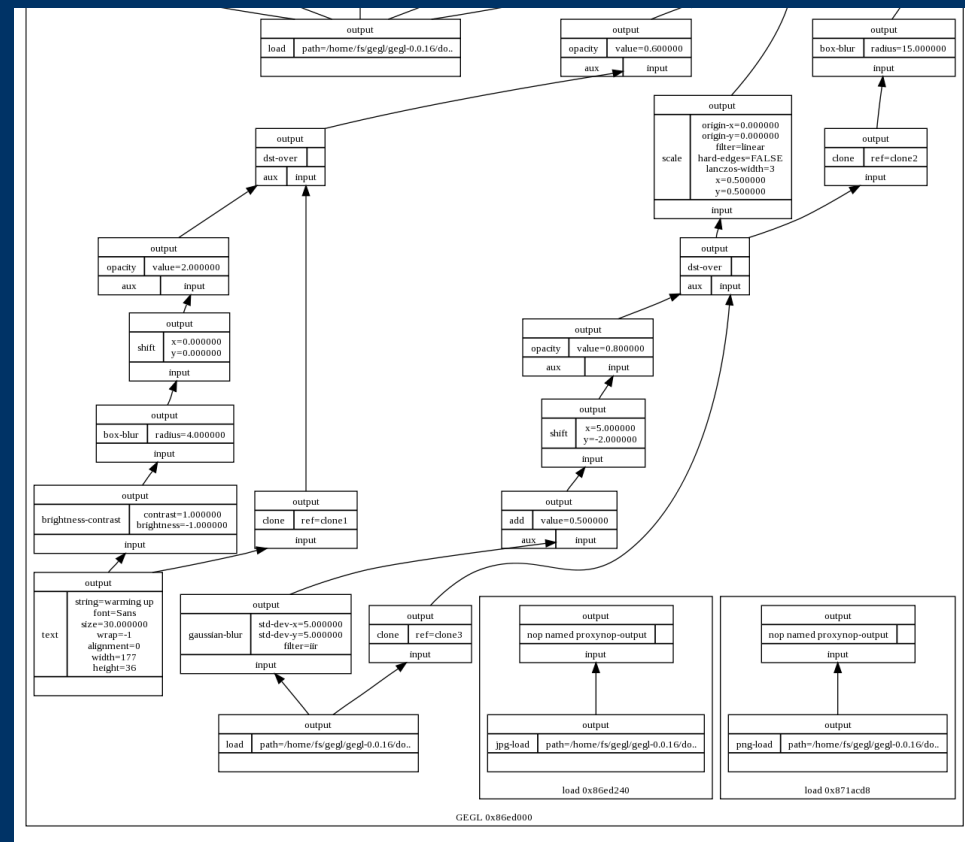 output
load path=/home/fs/gegl/gegl-0.0.16/do..
output
opacity value=0.600000
aux input
output
box-blur radius=15.000000
input
output
scale
origin-x=0.000000
origin-y=0.000000
filter=linear
hard-edges=FALSE
lanczos-width=3
x=0.500000
y=0.500000
input
output
dst-over
aux input
output
clone ref=clone2
input
output
opacity value=2.000000
aux input
output
dst-over
aux input
output
shift
x=0.000000
y=0.000000
input
output
opacity value=0.800000
aux input
output
box-blur radius=4.000000
input
output
shift
x=5.000000
y=-2.000000
input
output
brightness-contrast
contrast=1.000000
brightness=-1.000000
input
output
clone ref=clone1
input
output
add value=0.500000
aux input
output
text
string=warming up
font=Sans
size=30.000000
wrap=-1
alignment=0
width=177
height=36
output
gaussian-blur
std-dev-x=5.000000
std-dev-y=5.000000
filter=iir
input
output
clone ref=clone3
input
output
nop named proxynop-output
input
output
nop named proxynop-output
input
output
load path=/home/fs/gegl/gegl-0.0.16/do..
output
jpg-load path=/home/fs/gegl/gegl-0.0.16/do..
load 0x86ed240
output
png-load path=/home/fs/gegl/gegl-0.0.16/do..
load 0x871acd8
GEGL 0x86ed000